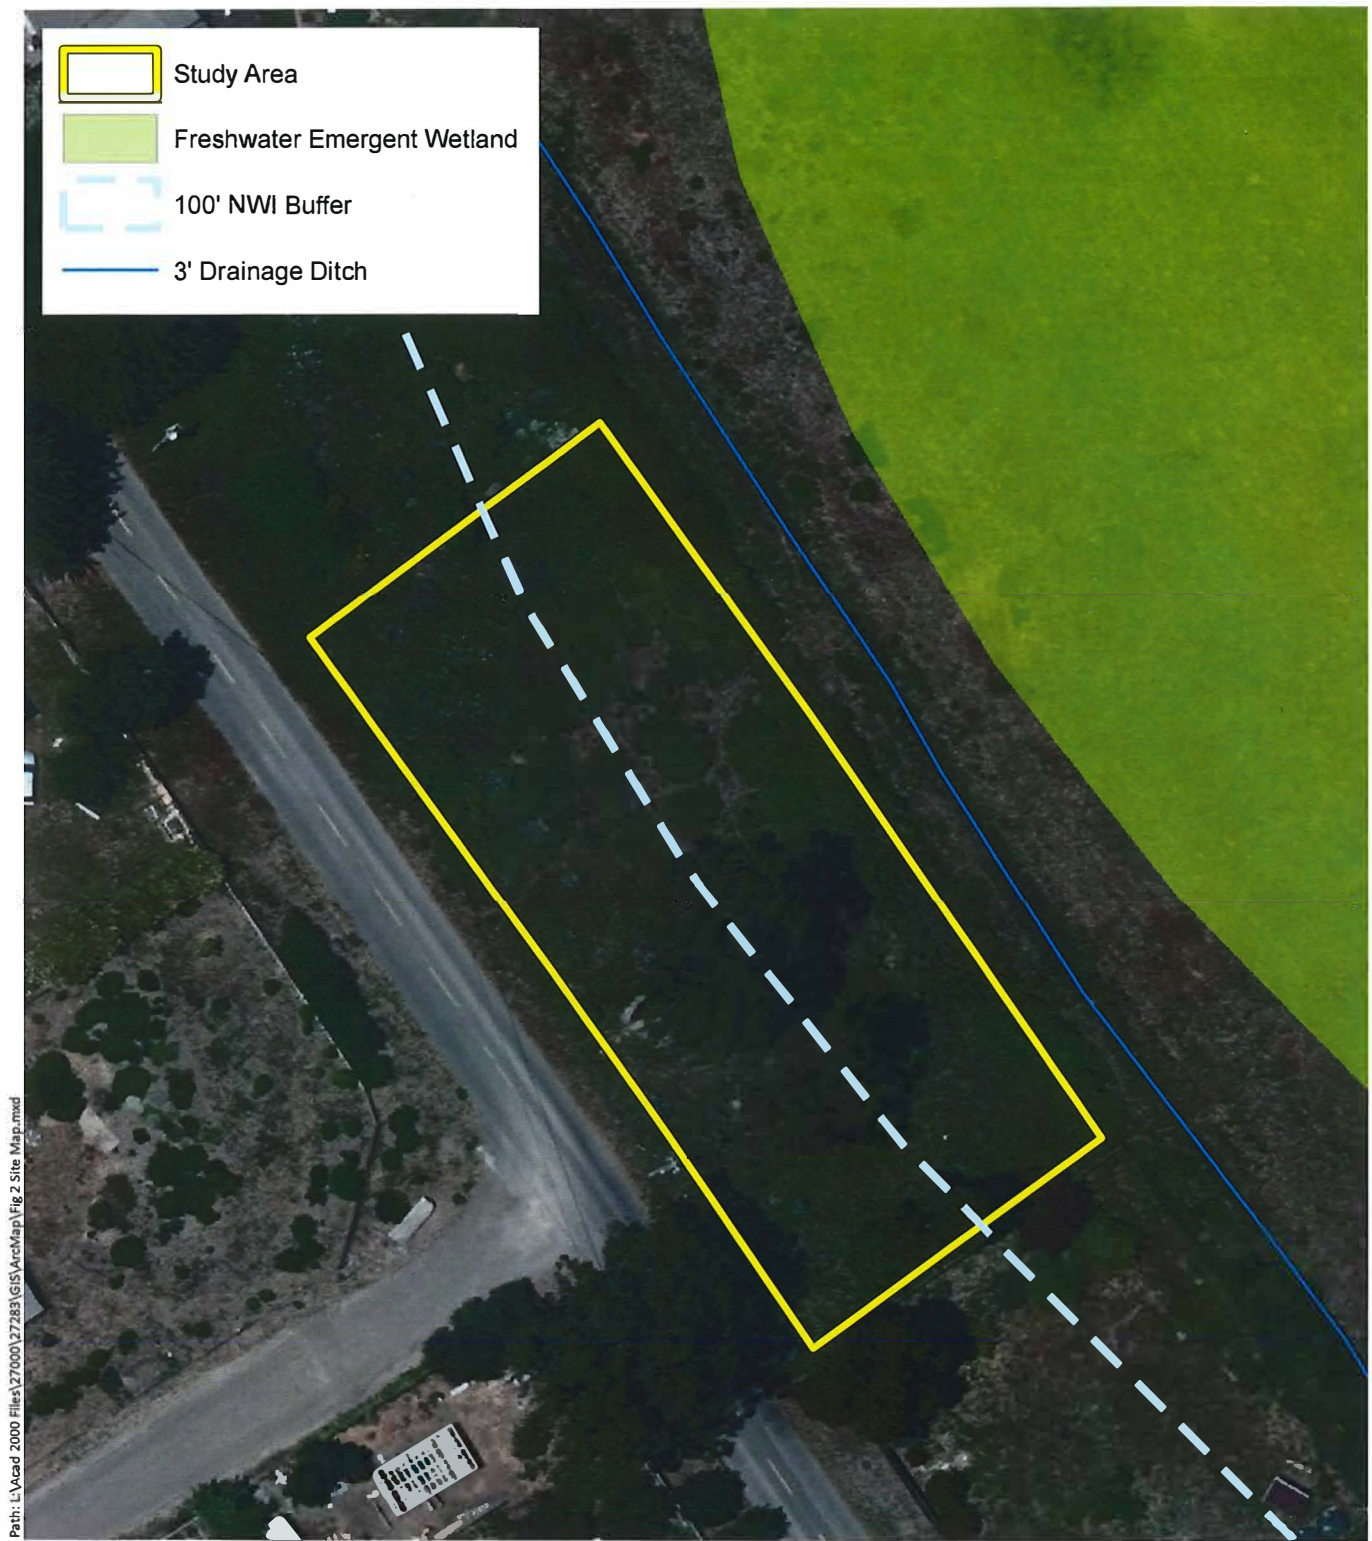 Study Area
Freshwater Emergent Wetland
100' NWI Buffer
3' Drainage Ditch
Path: L:\Acad 2000 Files\27000\27283\GIS\ArcMap\Fig 2 Site Map.mxd